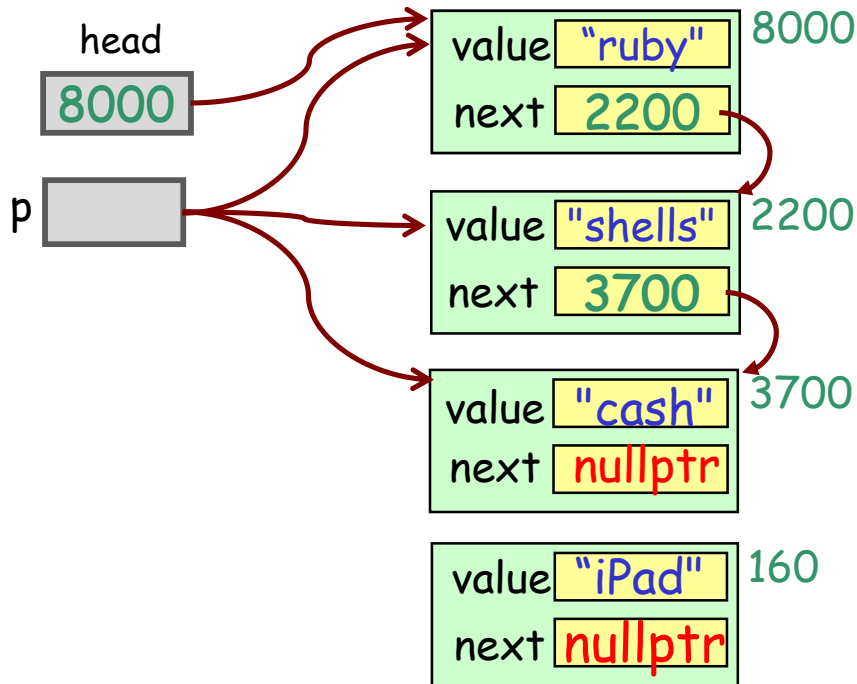 head
8000
p
value “ruby" 8000
next 2200
value "shells" 2200
next 3700
value "cash" 3700
next nullptr
value “iPad" 160
next nullptr